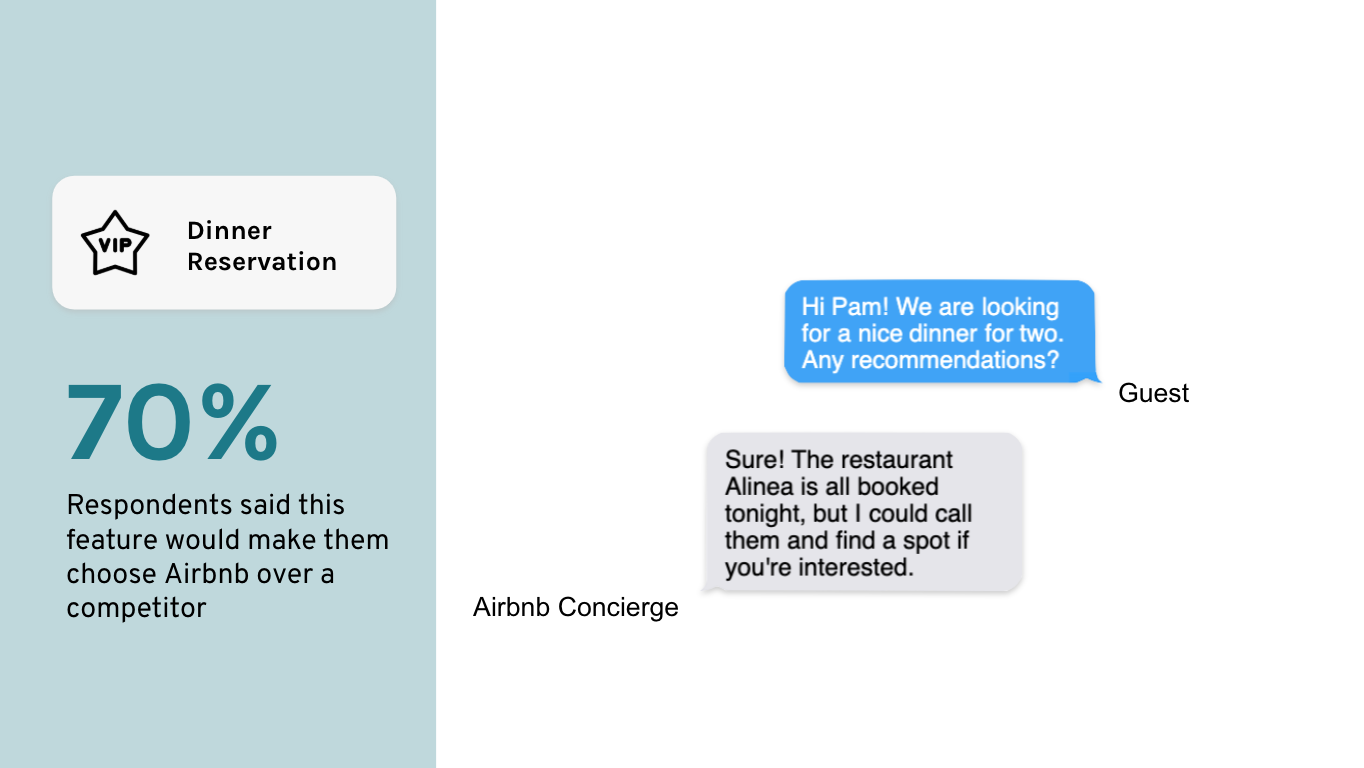 VIP
Dinner
Reservation
70%
Respondents said this
feature would make them
choose Airbnb over a
competitor
Hi Pam! We are looking
for a nice dinner for two.
Any recommendations?
Guest
Sure! The restaurant
Alinea is all booked
tonight, but I could call
them and find a spot if
you're interested.
Airbnb Concierge